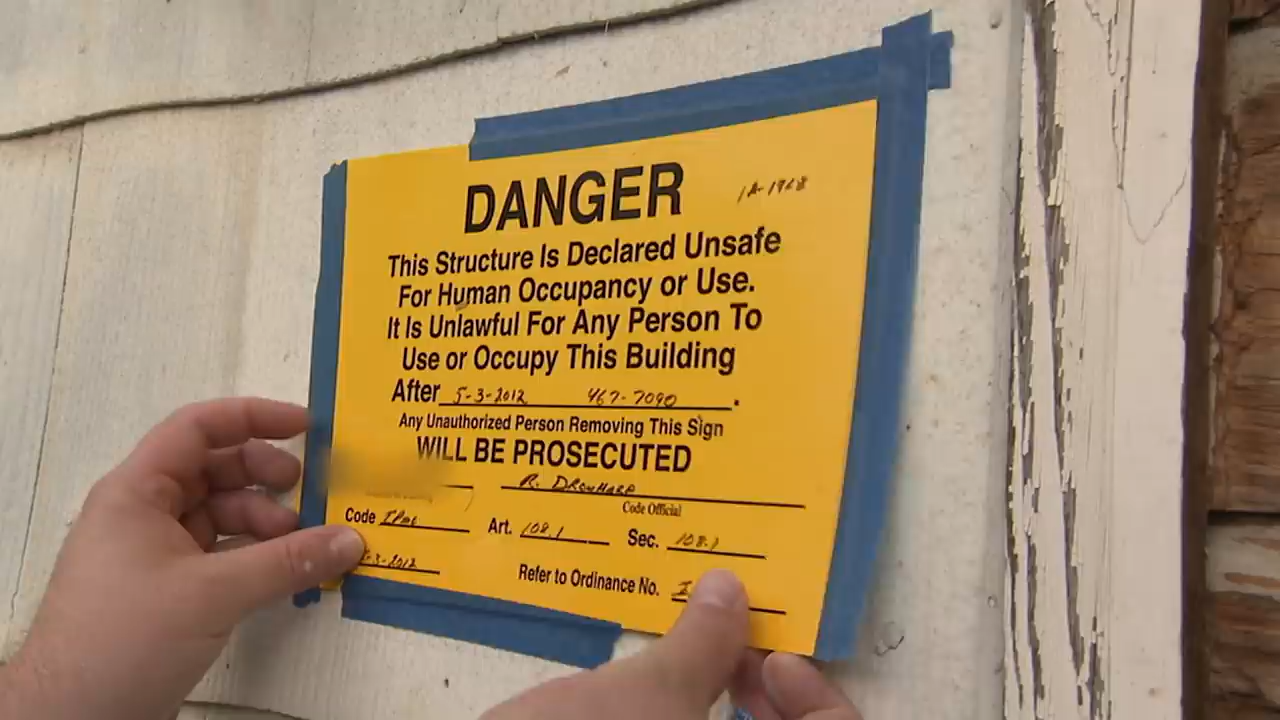 DANGER
1A-1968
This Structure Is Declared Unsafe
For Human Occupancy or Use.
It Is Unlawful For Any Person To
Use or Occupy This Building
After 5-3-2012 467-7090.
Any Unauthorized Person Removing This Sign
WILL BE PROSECUTED
R.
Code Official
Code IPMC Art. 108.1 Sec. 108.1
-3-2012
Refer to Ordinance No.